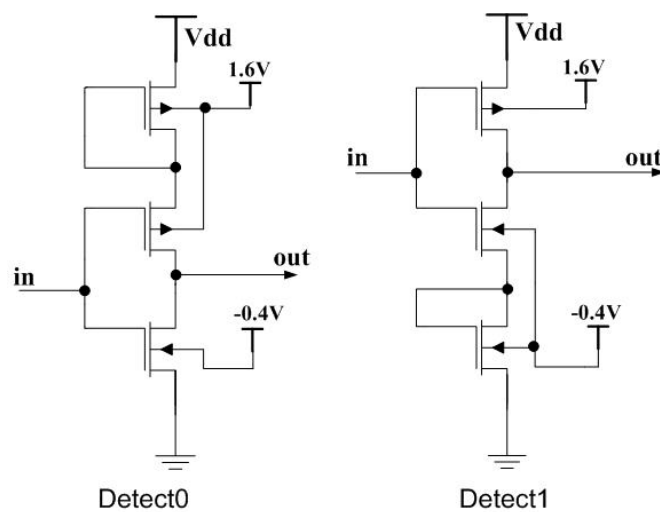 Vdd
1.6V
in
out
-0.4V
Detect0
Vdd
1.6V
in
out
-0.4V
Detect1